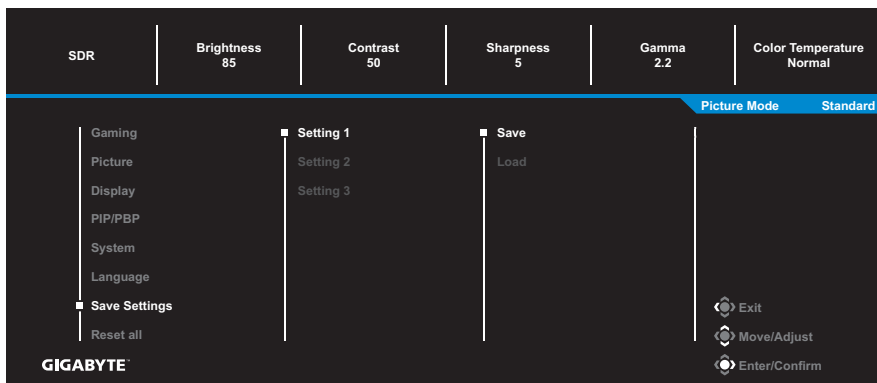 SDR
Brightness
85
Contrast
50
Sharpness
5
Gamma
2.2
Color Temperature
Normal
Picture Mode Standard
Gaming
Picture
Display
PIP/PBP
System
Language
Save Settings
Reset all
Setting 1
Setting 2
Setting 3
Save
Load
Exit
Move/Adjust
Enter/Confirm
GIGABYTE™